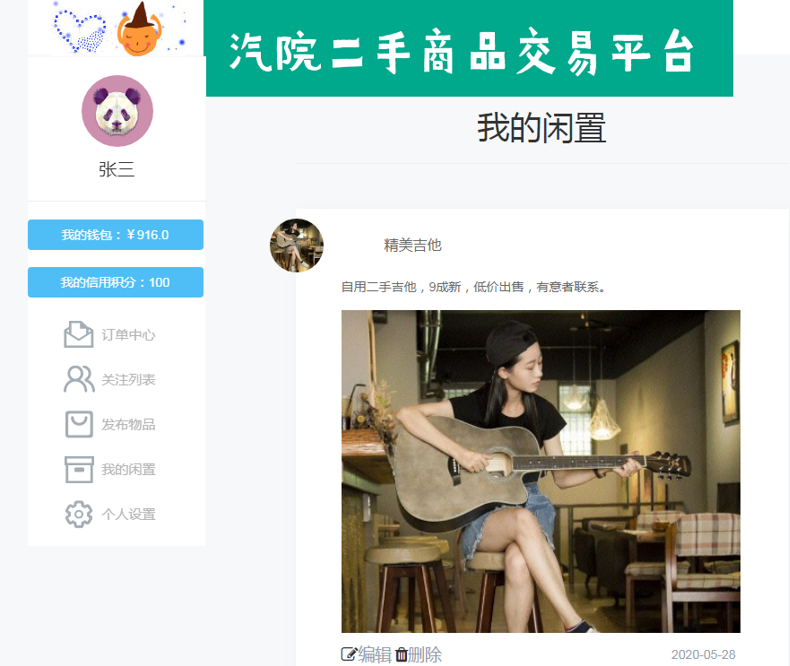 汽院二手商品交易平台
张三
我的钱包：￥916.0
我的信用积分：100
订单中心
关注列表
发布物品
我的闲置
个人设置
我的闲置
精美吉他
自用二手吉他，9成新，低价出售，有意者联系。
编辑 删除
2020-05-28